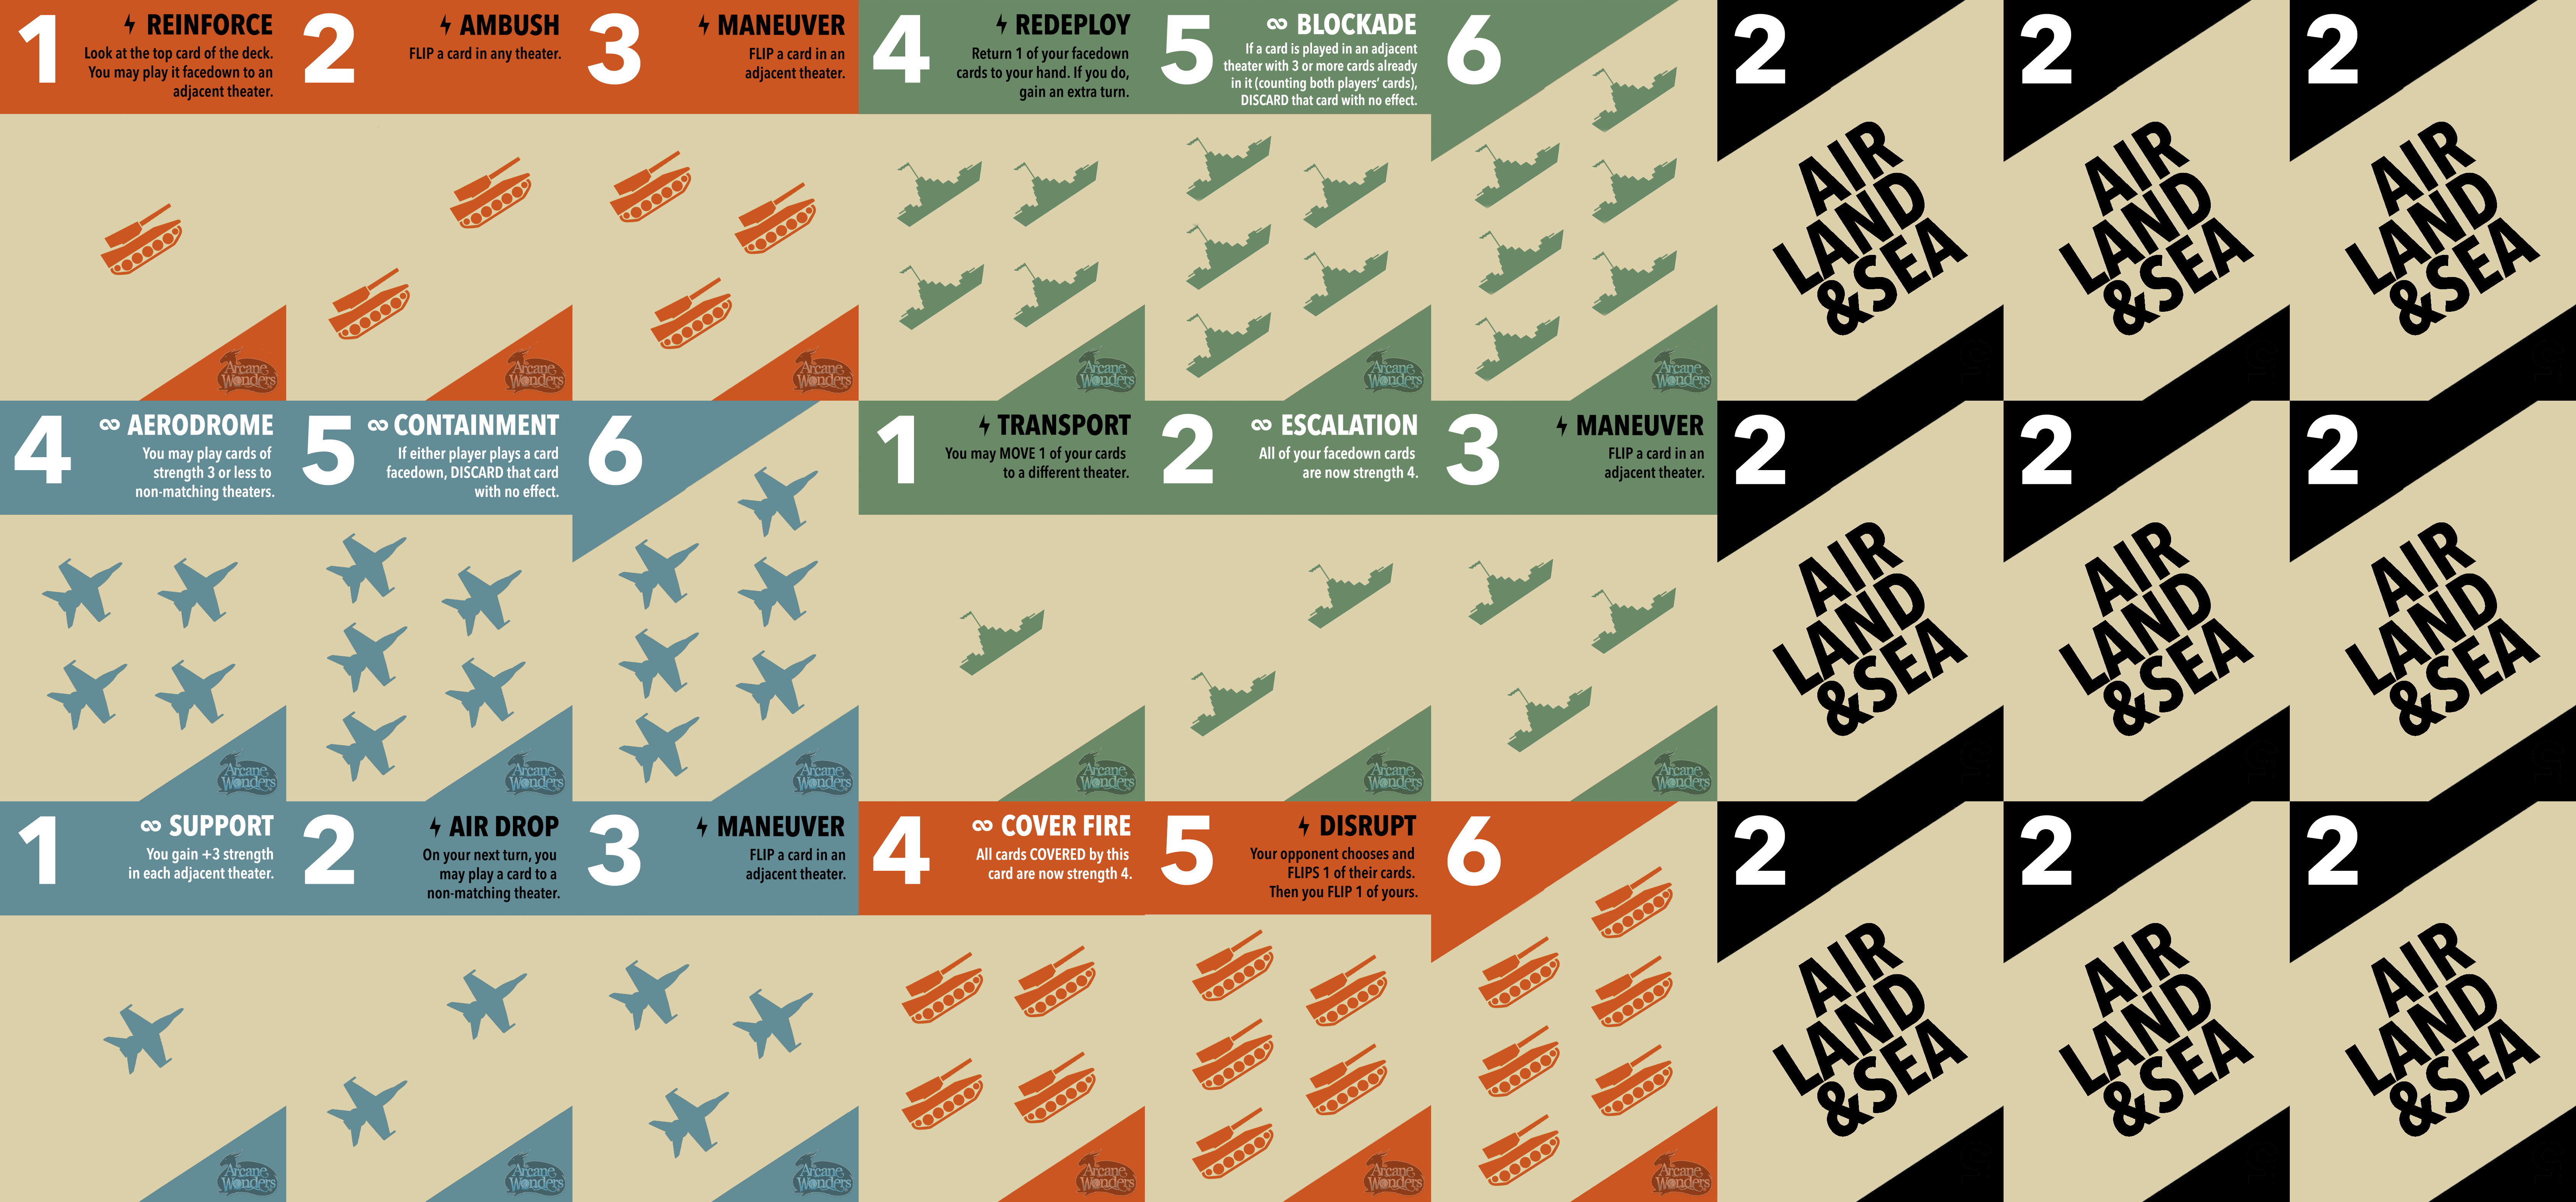 1
⚡ REINFORCE
Look at the top card of the deck.
You may play it facedown to an
adjacent theater.
Arcane
Wonders
2
⚡ AMBUSH
FLIP a card in any theater.
Arcane
Wonders
3
⚡ MANEUVER
FLIP a card in an
adjacent theater.
Arcane
Wonders
4
⚡ REDEPLOY
Return 1 of your facedown
cards to your hand. If you do,
gain an extra turn.
Arcane
Wonders
5
∞ BLOCKADE
If a card is played in an adjacent
theater with 3 or more cards already
in it (counting both players' cards),
DISCARD that card with no effect.
Arcane
Wonders
6
Arcane
Wonders
2
AIR
LAND
&SEA
2
AIR
LAND
&SEA
2
AIR
LAND
&SEA
4
∞ AERODROME
You may play cards of
strength 3 or less to
non-matching theaters.
Arcane
Wonders
5
∞ CONTAINMENT
If either player plays a card
facedown, DISCARD that card
with no effect.
Arcane
Wonders
6
Arcane
Wonders
1
⚡ TRANSPORT
You may MOVE 1 of your cards
to a different theater.
Arcane
Wonders
2
∞ ESCALATION
All of your facedown cards
are now strength 4.
Arcane
Wonders
3
⚡ MANEUVER
FLIP a card in an
adjacent theater.
Arcane
Wonders
2
AIR
LAND
&SEA
2
AIR
LAND
&SEA
2
AIR
LAND
&SEA
1
∞ SUPPORT
You gain +3 strength
in each adjacent theater.
Arcane
Wonders
2
⚡ AIR DROP
On your next turn, you
may play a card to a
non-matching theater.
Arcane
Wonders
3
⚡ MANEUVER
FLIP a card in an
adjacent theater.
Arcane
Wonders
4
∞ COVER FIRE
All cards COVERED by this
card are now strength 4.
Arcane
Wonders
5
⚡ DISRUPT
Your opponent chooses and
FLIPS 1 of their cards.
Then you FLIP 1 of yours.
Arcane
Wonders
6
Arcane
Wonders
2
AIR
LAND
&SEA
2
AIR
LAND
&SEA
2
AIR
LAND
&SEA